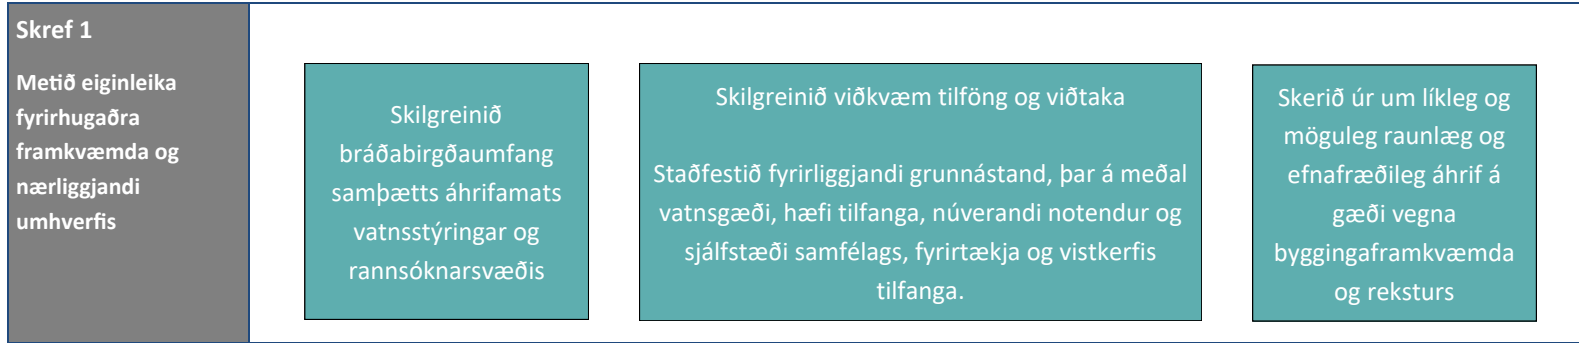 Skref 1
Metið eiginleika
fyrirhugaðra
framkvæmda og
nærliggjandi
umhverfis
Skilgreinið
bráðabirgðaumfang
samþætts áhrifamats
vatnsstýringar og
rannsóknarsvæðis
Skilgreinið viðkvæm tilföng og viðtaka
Staðfestið fyrirliggjandi grunnástand, þar á meðal
vatnsgæði, hæfi tilfanga, núverandi notendur og
sjálfstæði samfélags, fyrirtækja og vistkerfis
tilfanga.
Skerið úr um líkleg og
möguleg raunlæg og
efnafræðileg áhrif á
gæði vegna
byggingaframkvæmda
og reksturs